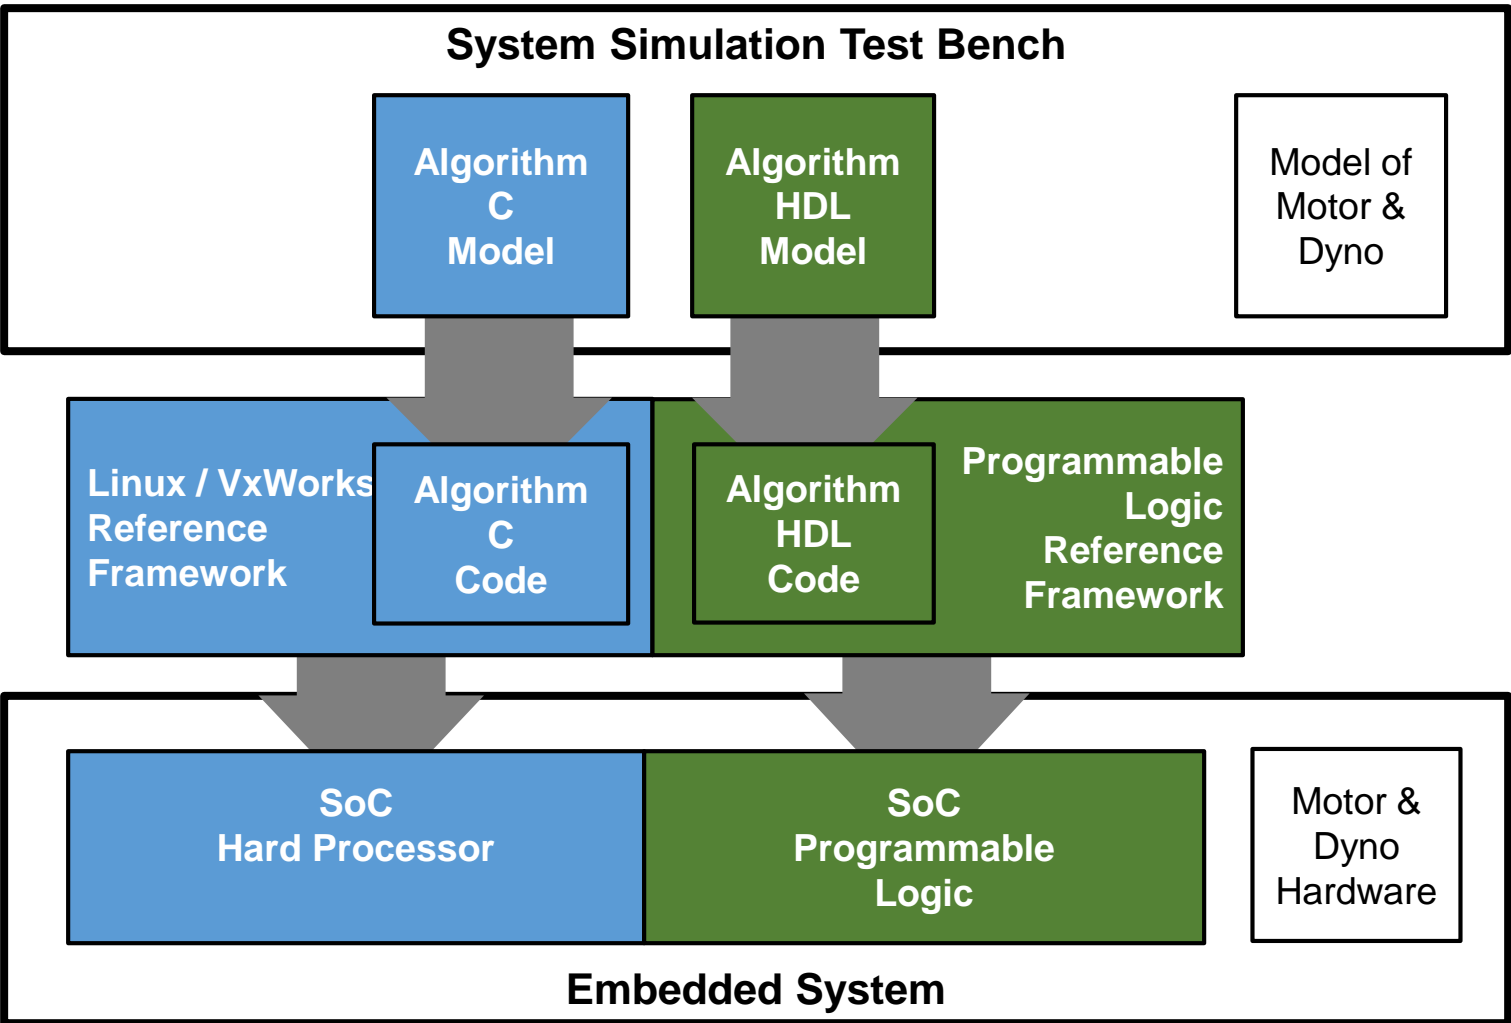 System Simulation Test Bench
Algorithm
C
Model
Algorithm
HDL
Model
Model of
Motor &
Dyno
Linux / VxWorks
Reference
Framework
Algorithm
C
Code
Algorithm
HDL
Code
Programmable
Logic
Reference
Framework
SoC
Hard Processor
SoC
Programmable
Logic
Motor &
Dyno
Hardware
Embedded System